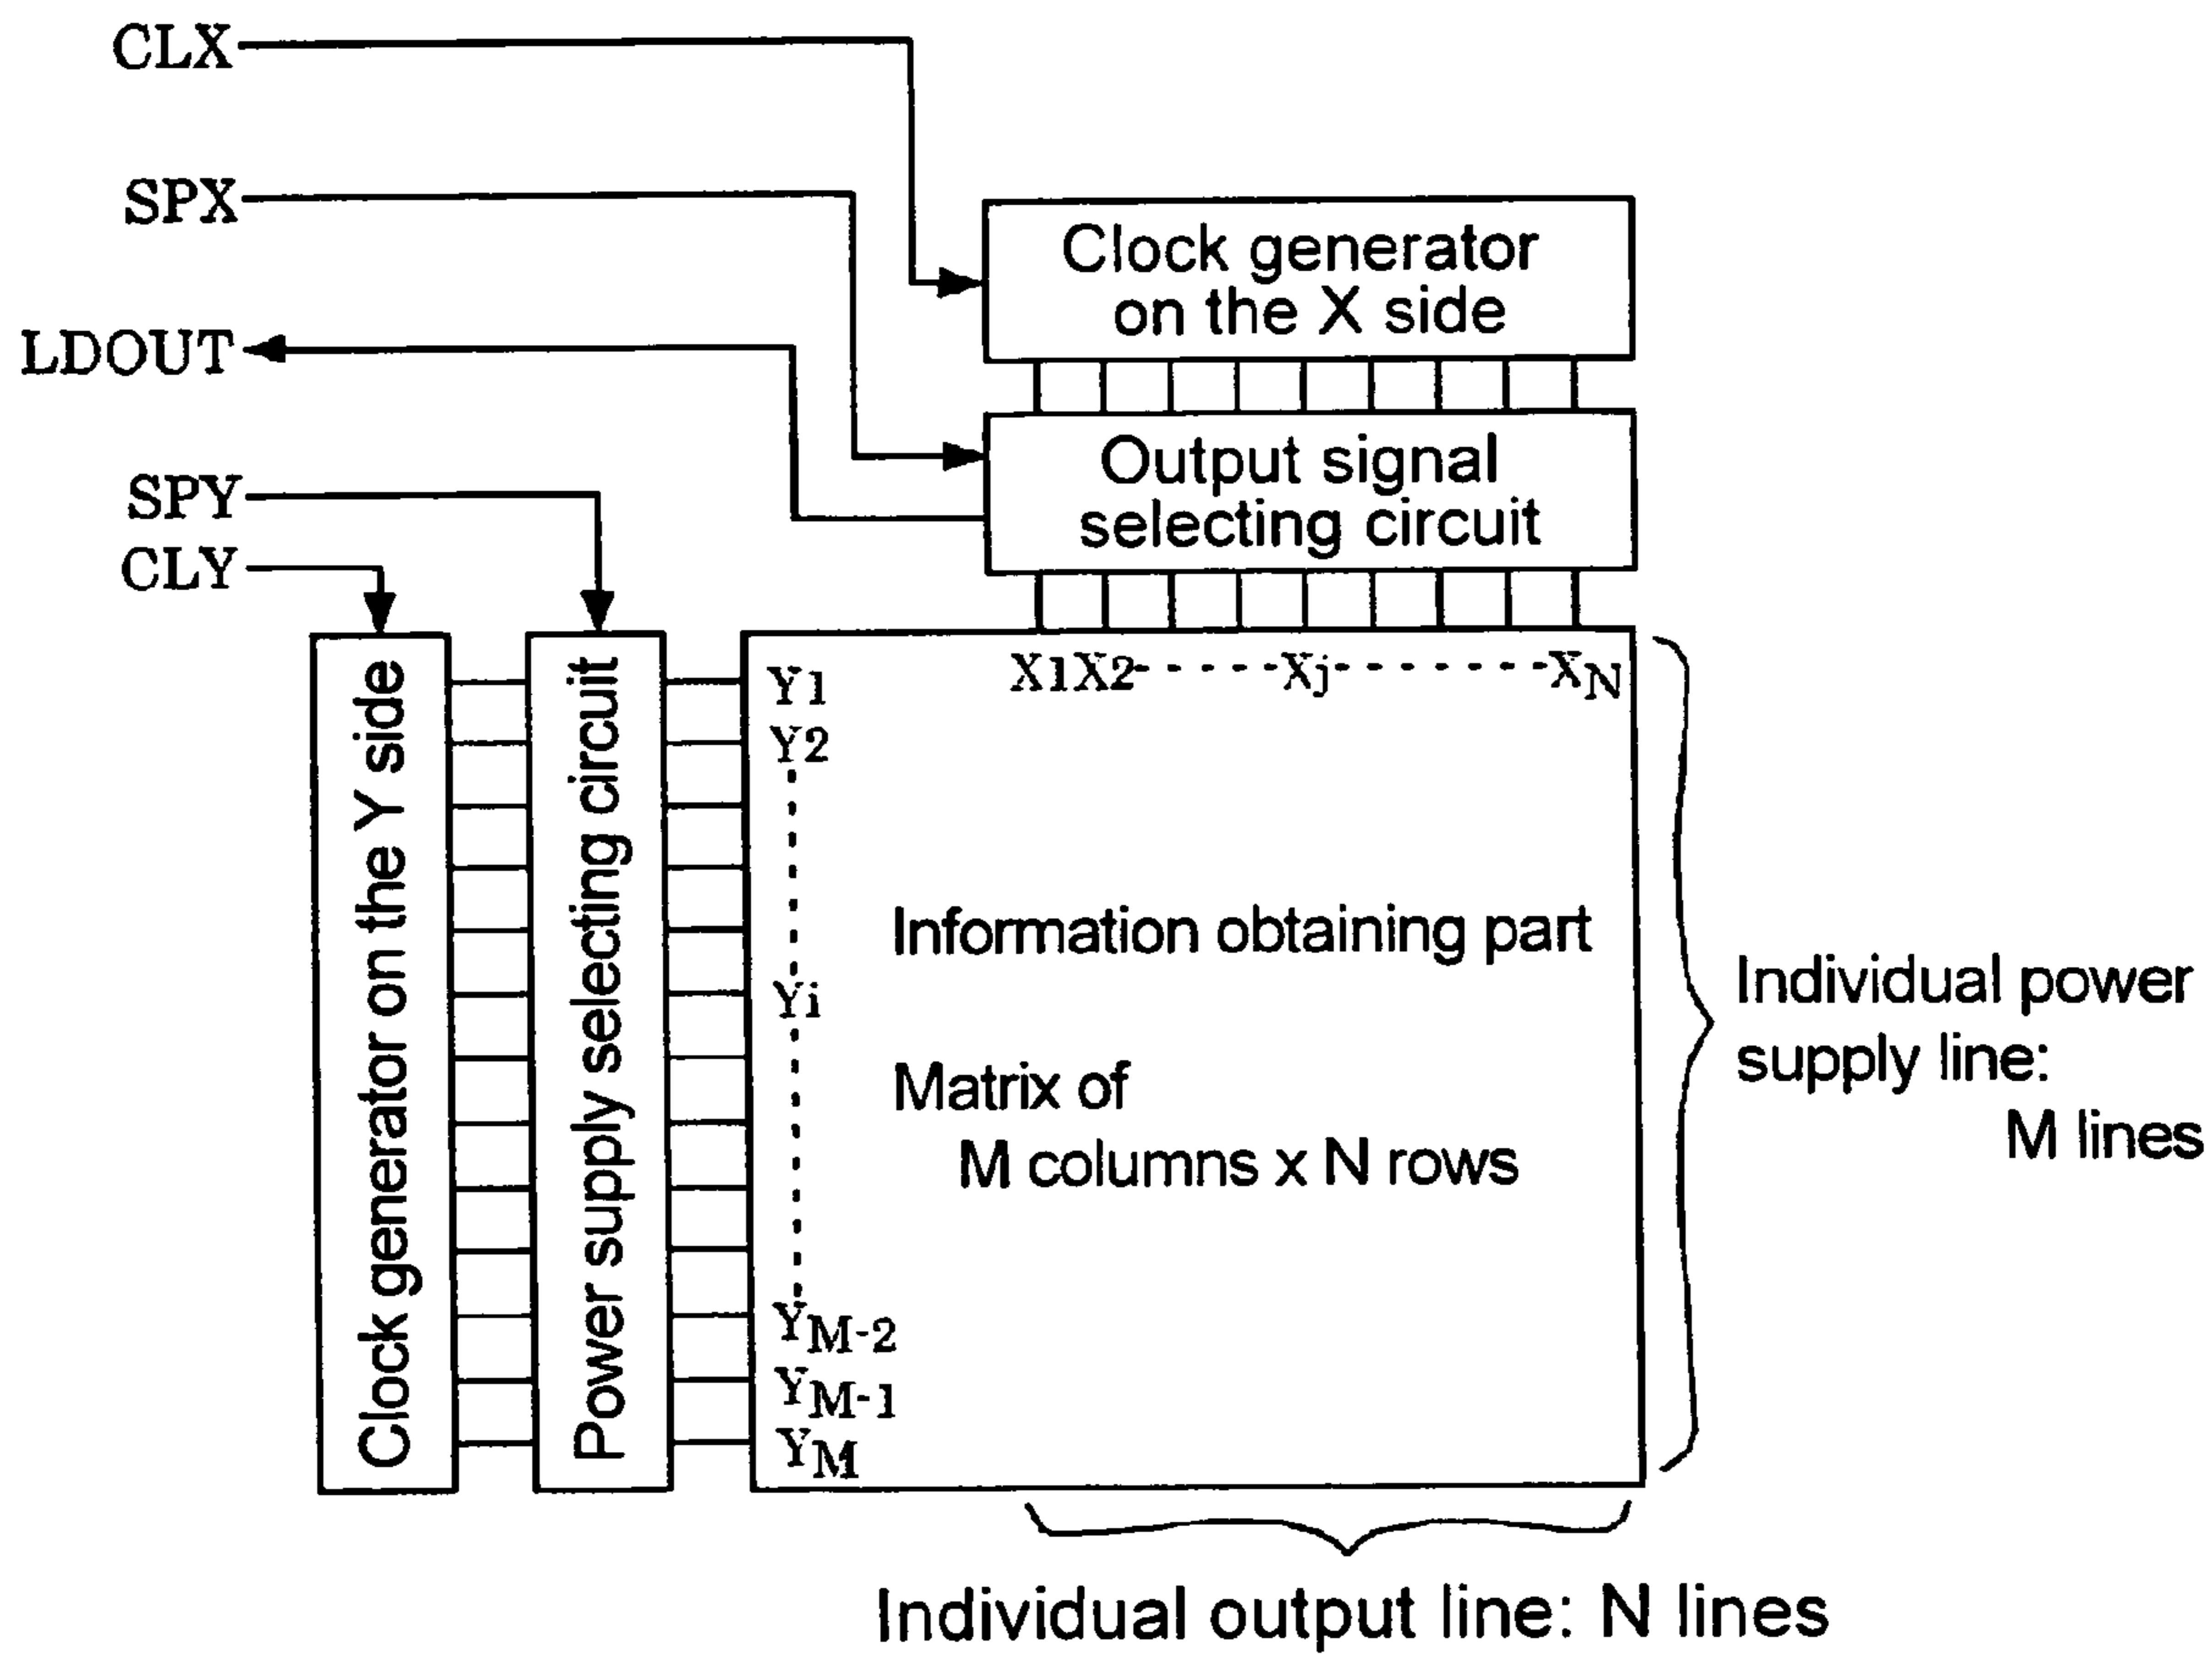 CLX
SPX
LDOUT
SPY
CLY
Clock generator
on the X side
Output signal
selecting circuit
Clock generator on the Y side
Power supply selecting circuit
X1X2-----Xj-------XN
Y1
Y2
Yi
YM-2
YM-1
YM
Information obtaining part
Matrix of
M columns x N rows
Individual power
supply line:
M lines
Individual output line: N lines